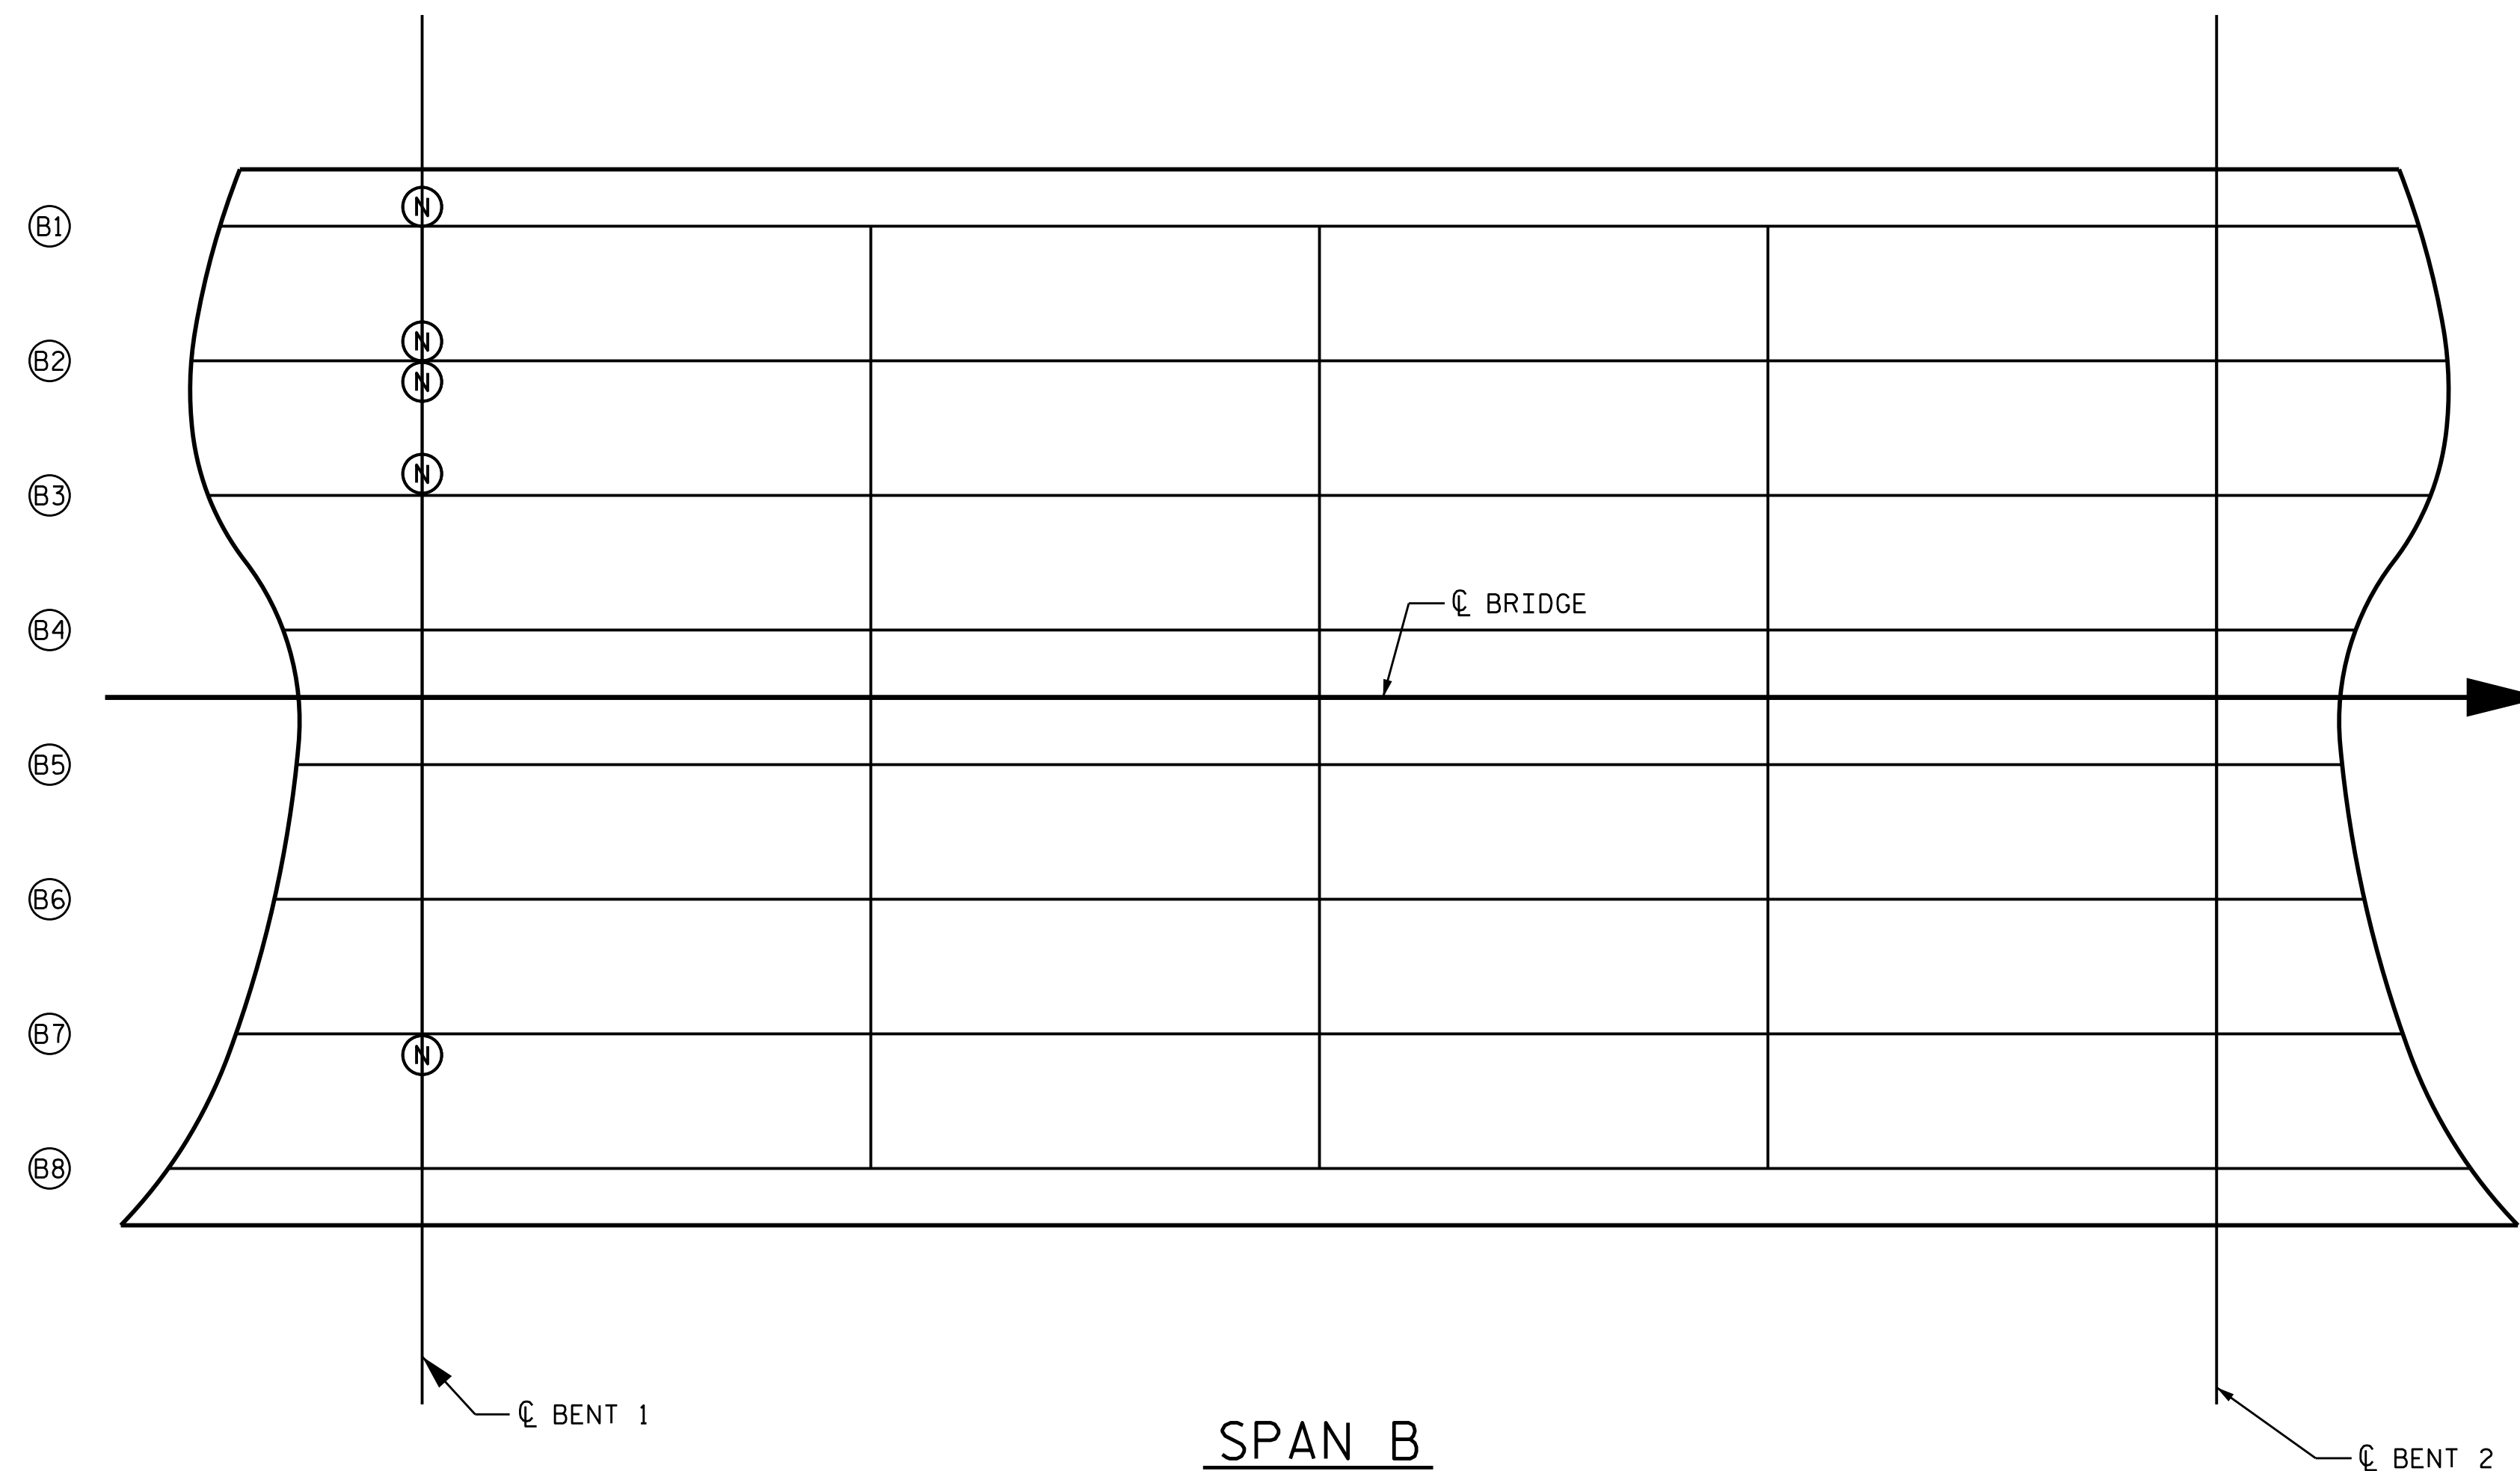 B1
N
N
B2
N
N
B3
℄ BRIDGE
B4
B5
B6
B7
N
B8
℄ BENT 1
SPAN B
℄ BENT 2